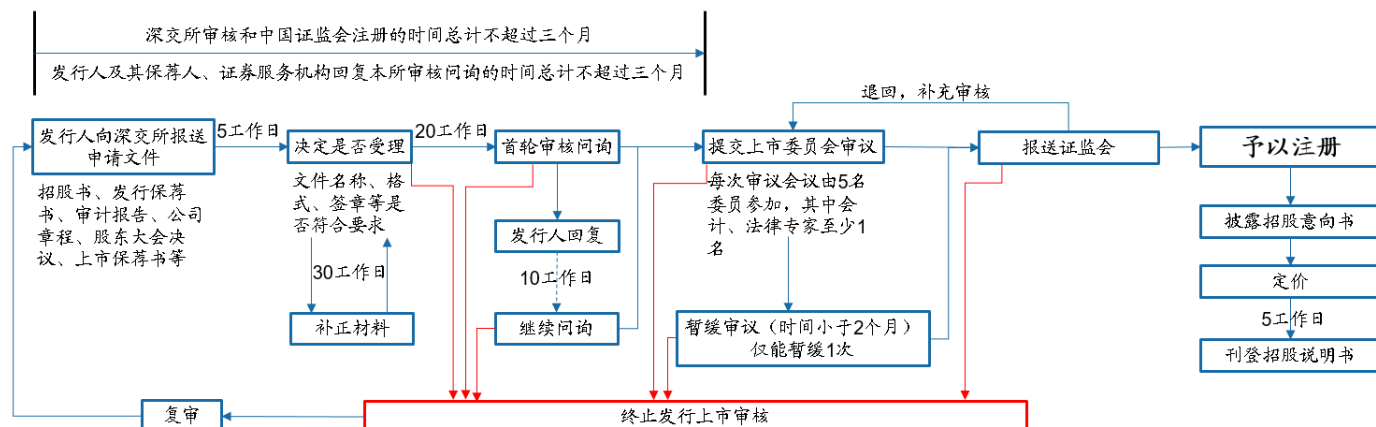 深交所审核和中国证监会注册的时间总计不超过三个月
发行人及其保荐人、证券服务机构回复本所审核问询的时间总计不超过三个月
退回，补充审核
发行人向深交所报送
申请文件
5工作日
决定是否受理
20工作日
首轮审核问询
提交上市委员会审议
报送证监会
予以注册
招股书、发行保荐
书、审计报告、公司
章程、股东大会决
议、上市保荐书等
文件名称、格
式、签章等是
否符合要求
每次审议会议由5名
委员参加，其中会
计、法律专家至少1
名
发行人回复
披露招股意向书
30工作日
10工作日
定价
补正材料
继续问询
暂缓审议（时间小于2个月）
仅能暂缓1次
5工作日
刊登招股说明书
复审
终止发行上市审核